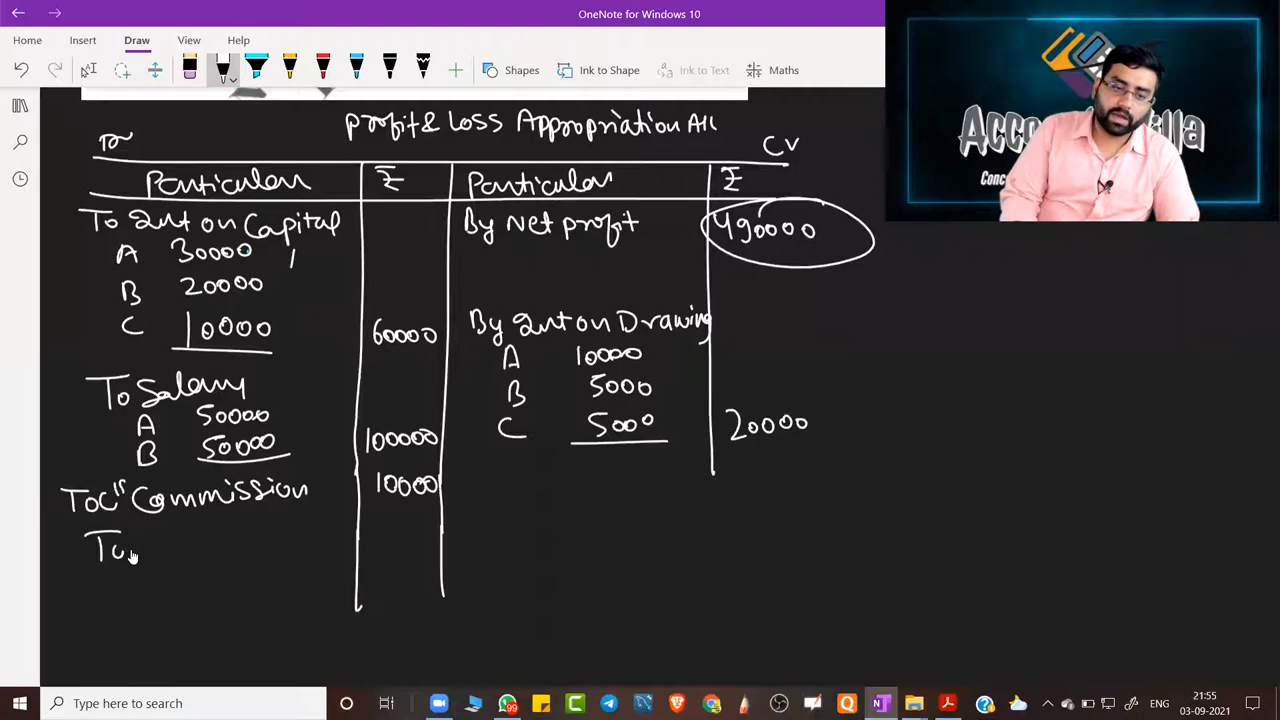 OneNote for Windows 10
Home Insert Draw View Help
Shapes Ink to Shape Ink to Text Maths
Profit & Loss Appropriation A/c
Dr Cr
Particular ₹ Particular ₹
To Int on Capital By Net profit 490000
A 30000
B 20000
C 10000 60000
By Int on Drawing
A 10000
B 5000
C 5000 20000
To Salary
A 50000
B 50000 100000
To C's Commission 10000
To
Type here to search
99
ENG
21:55
03-09-2021